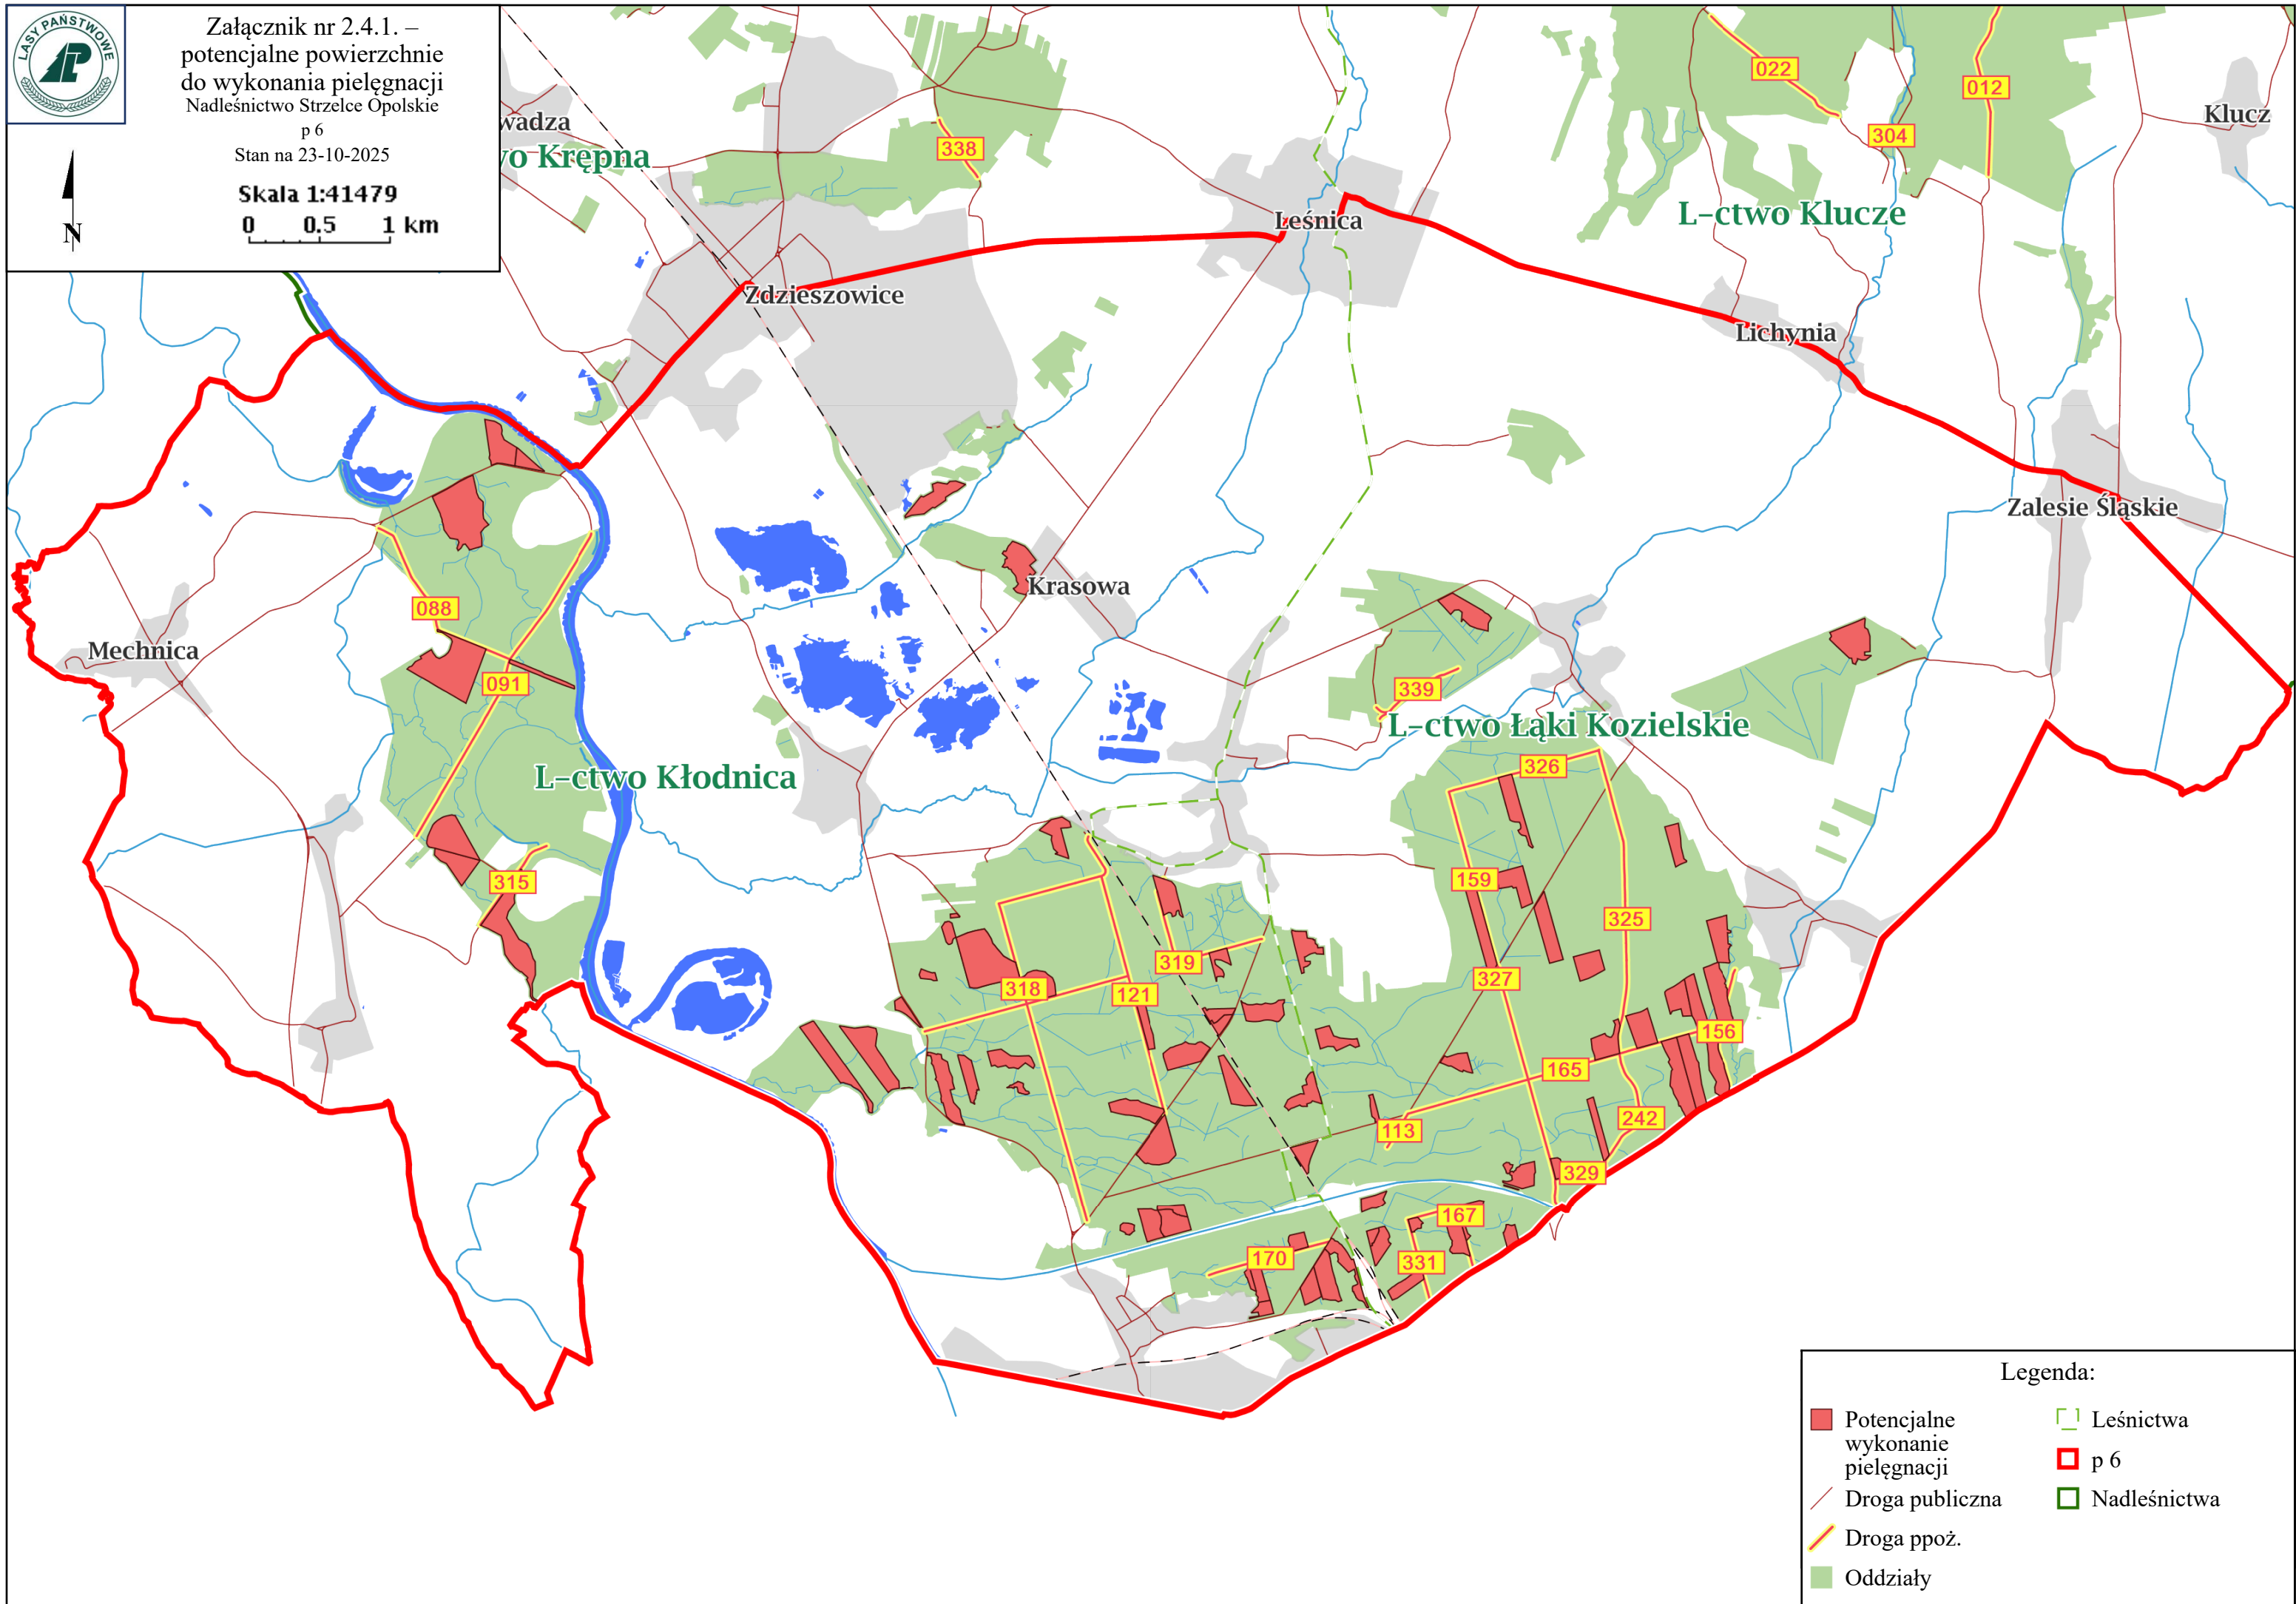 LASY PAŃSTWOWE
Załącznik nr 2.4.1. –
potencjalne powierzchnie
do wykonania pielęgnacji
Nadleśnictwo Strzelce Opolskie
p 6
Stan na 23-10-2025
Skala 1:41479
0 0.5 1 km
N
wadza
vo Krępna
338
022
012
304
Klucz
L-ctwo Klucze
Leśnica
Zdzieszowice
Lichynia
Zalesie Śląskie
Krasowa
088
Mechnica
091
339
L-ctwo Łąki Kozielskie
L-ctwo Kłodnica
326
315
159
325
319
318
121
327
156
165
113
242
329
167
170
331
Legenda:
Potencjalne
wykonanie
pielęgnacji
Droga publiczna
Droga ppoż.
Oddziały
Leśnictwa
p 6
Nadleśnictwa